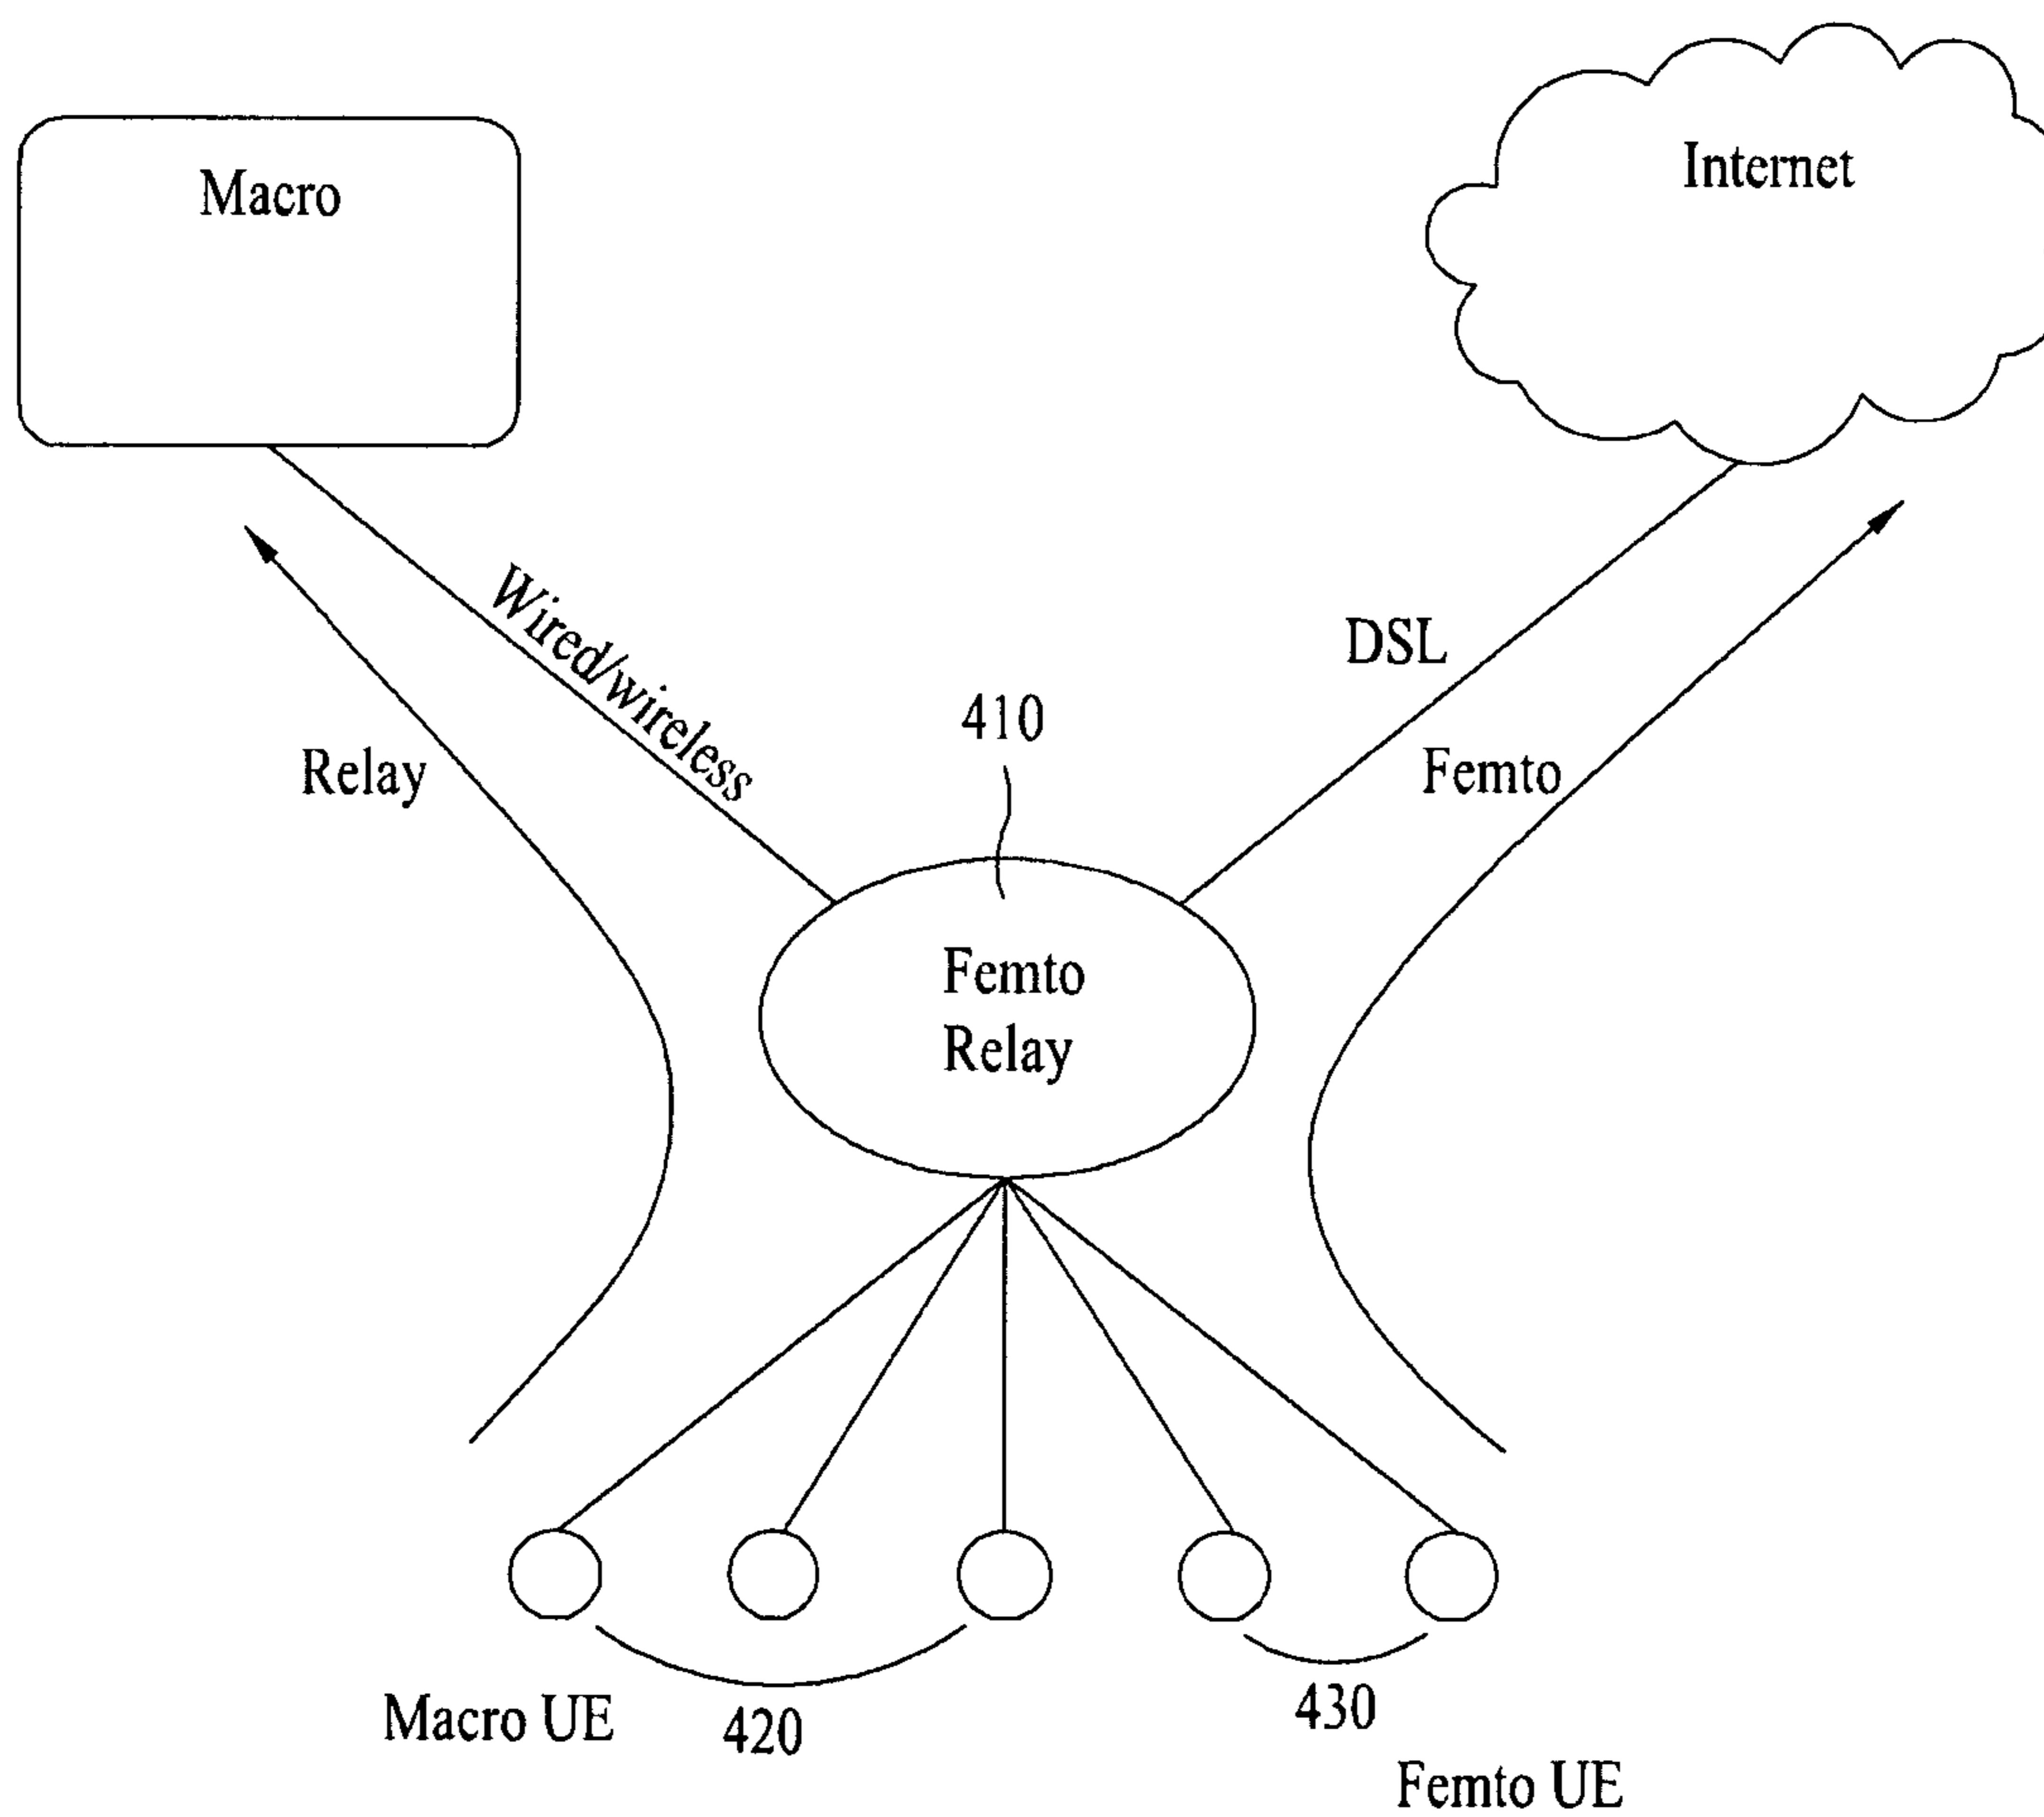 Macro
Internet
Wired/wireless
DSL
410
Relay
Femto
Femto
Relay
Macro UE
420
430
Femto UE